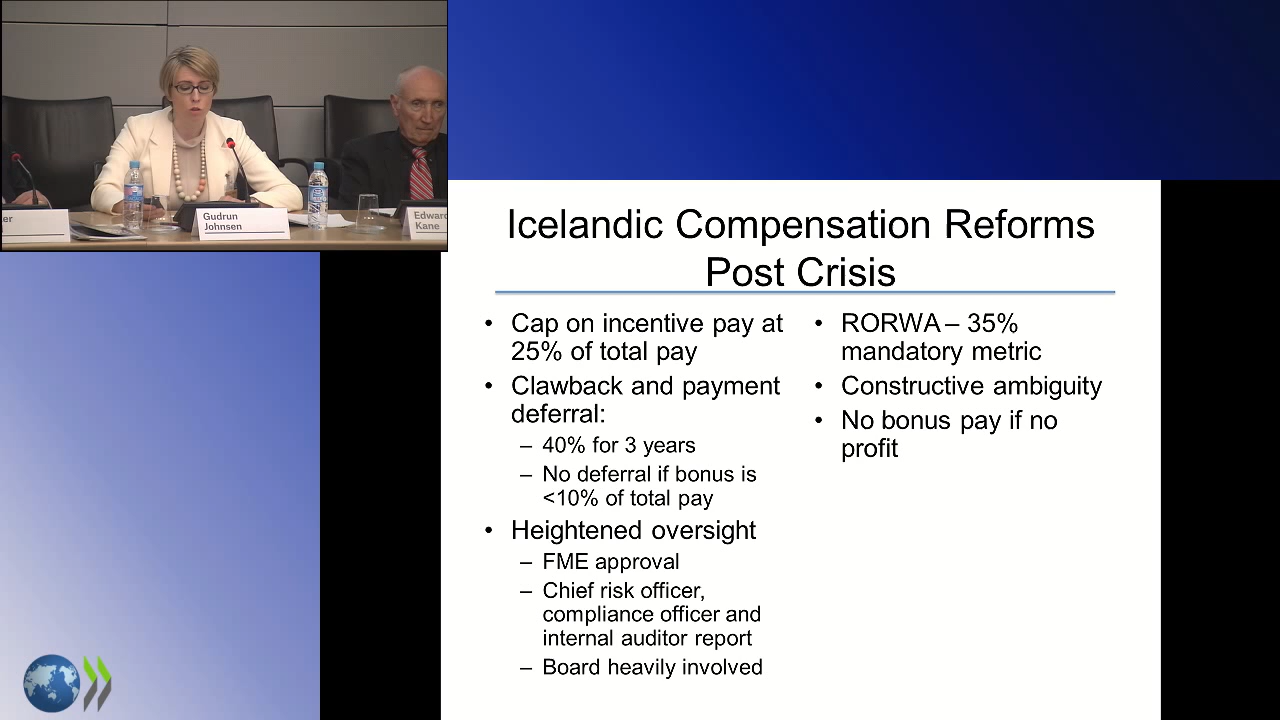 er
Gudrun
Johnsen
Edward
Kane
Icelandic Compensation Reforms
Post Crisis
• Cap on incentive pay at
25% of total pay
• Clawback and payment
deferral:
– 40% for 3 years
– No deferral if bonus is
<10% of total pay
• Heightened oversight
– FME approval
– Chief risk officer,
compliance officer and
internal auditor report
– Board heavily involved
• RORWA – 35%
mandatory metric
• Constructive ambiguity
• No bonus pay if no
profit